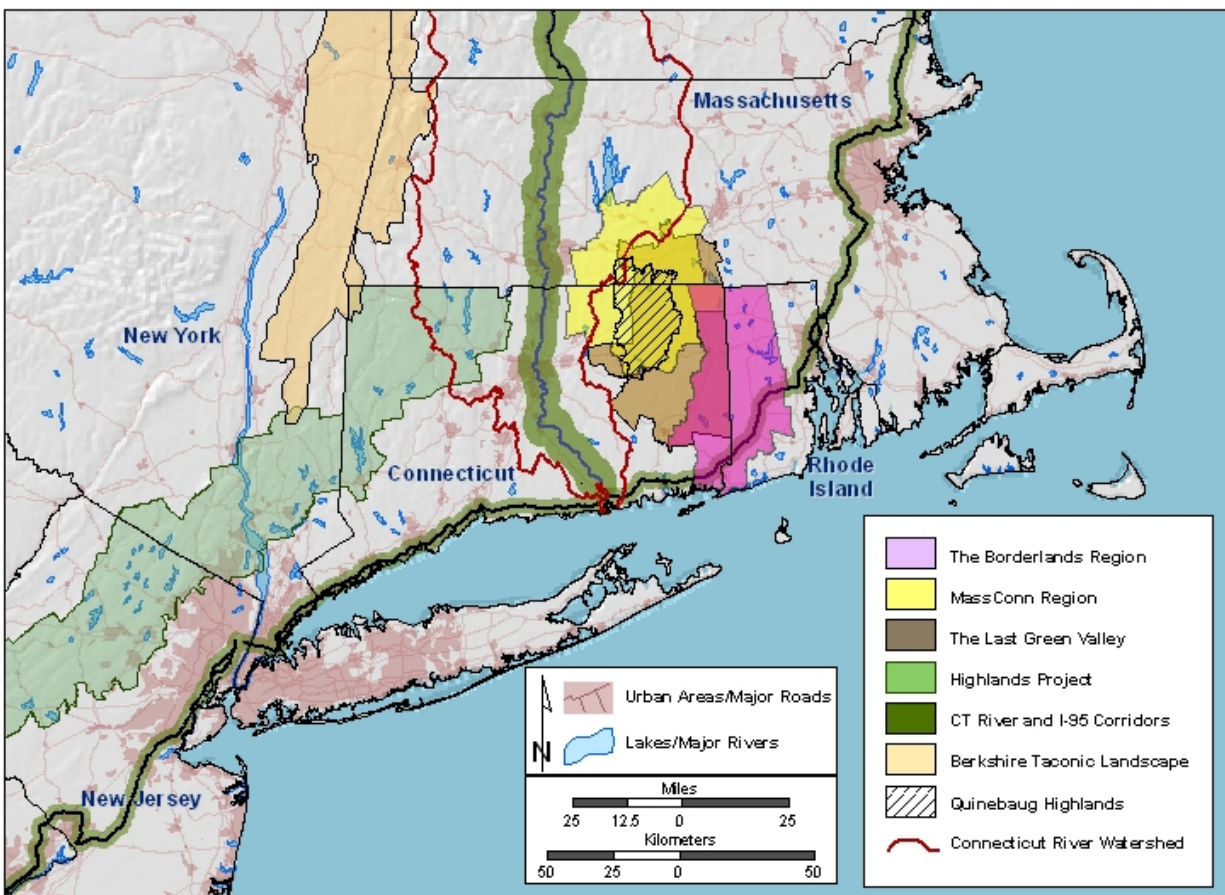 Massachusetts
New York
Connecticut
Rhode
Island
New Jersey
The Borderlands Region
MassConn Region
The Last Green Valley
Highlands Project
CT River and I-95 Corridors
Berkshire Taconic Landscape
Quinebaug Highlands
Connecticut River Watershed
N
Urban Areas/Major Roads
Lakes/Major Rivers
Miles
25 12.5 0 25
Kilometers
50 25 0 50